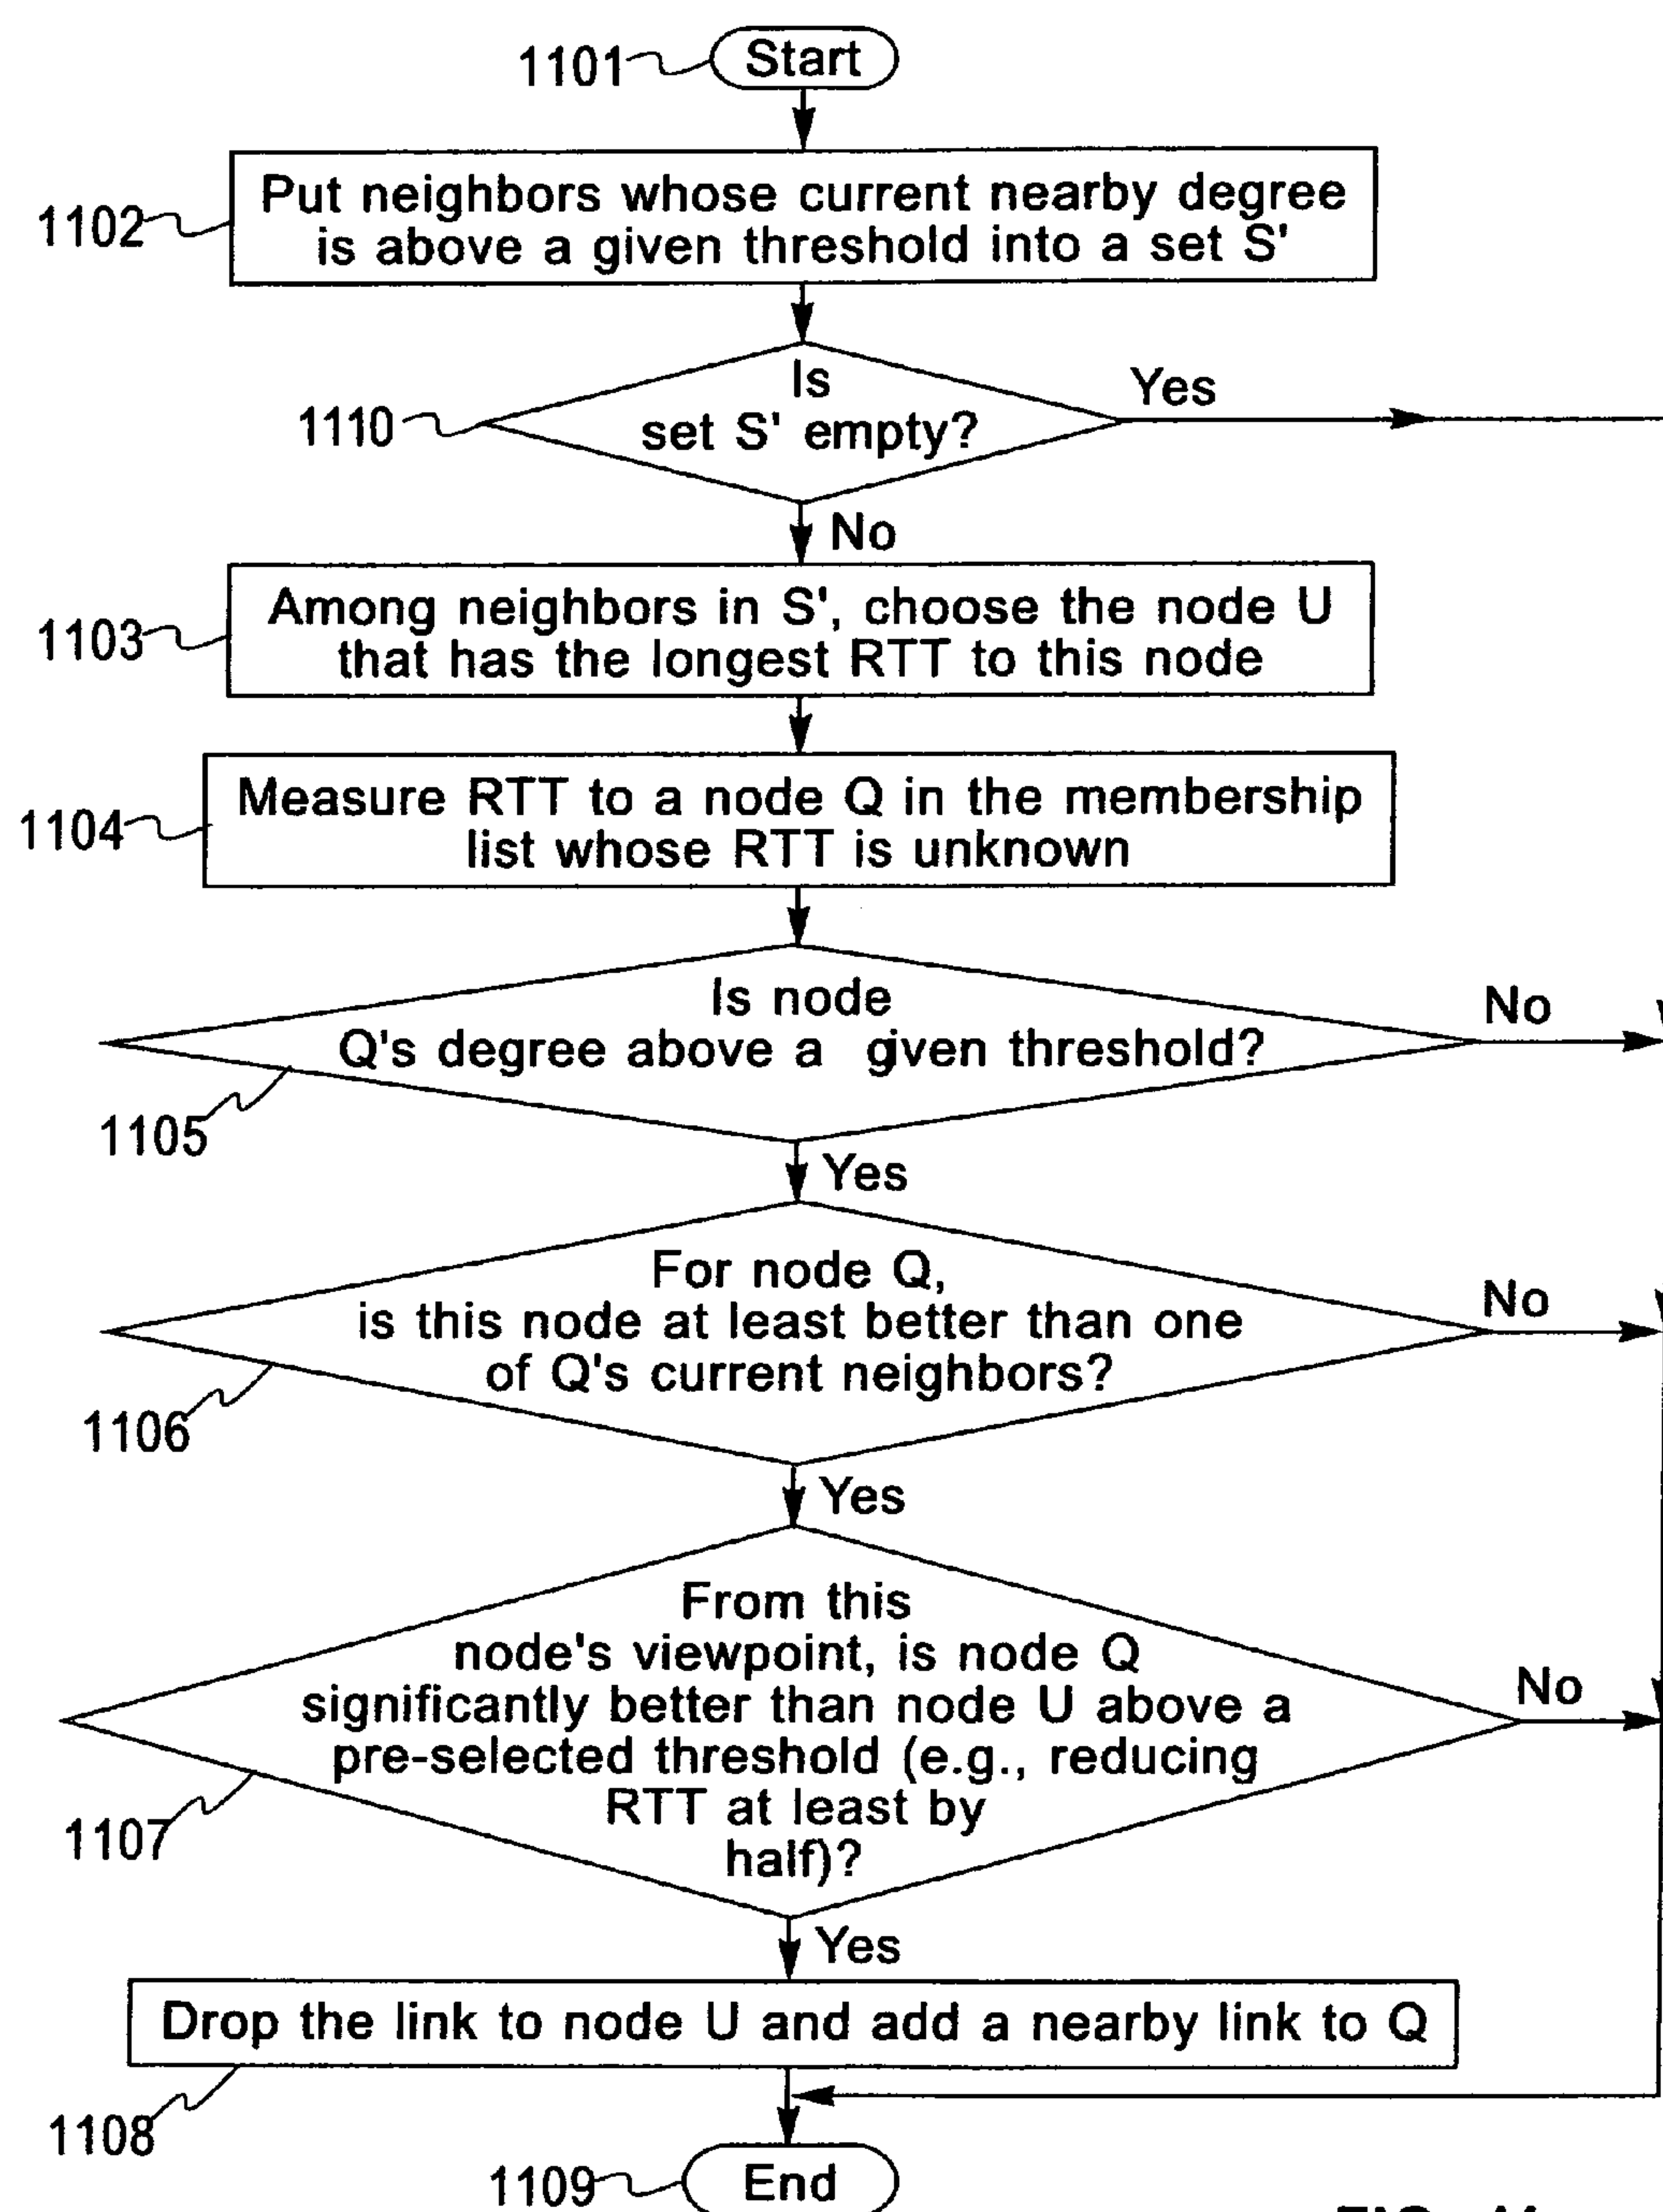 1101
Start
1102
Put neighbors whose current nearby degree
is above a given threshold into a set S'
1110
Is
set S' empty?
Yes
No
1103
Among neighbors in S', choose the node U
that has the longest RTT to this node
1104
Measure RTT to a node Q in the membership
list whose RTT is unknown
Is node
Q's degree above a given threshold?
No
1105
Yes
For node Q,
is this node at least better than one
of Q's current neighbors?
No
1106
Yes
From this
node's viewpoint, is node Q
significantly better than node U above a
pre-selected threshold (e.g., reducing
RTT at least by
half)?
No
1107
Yes
Drop the link to node U and add a nearby link to Q
1108
1109
End